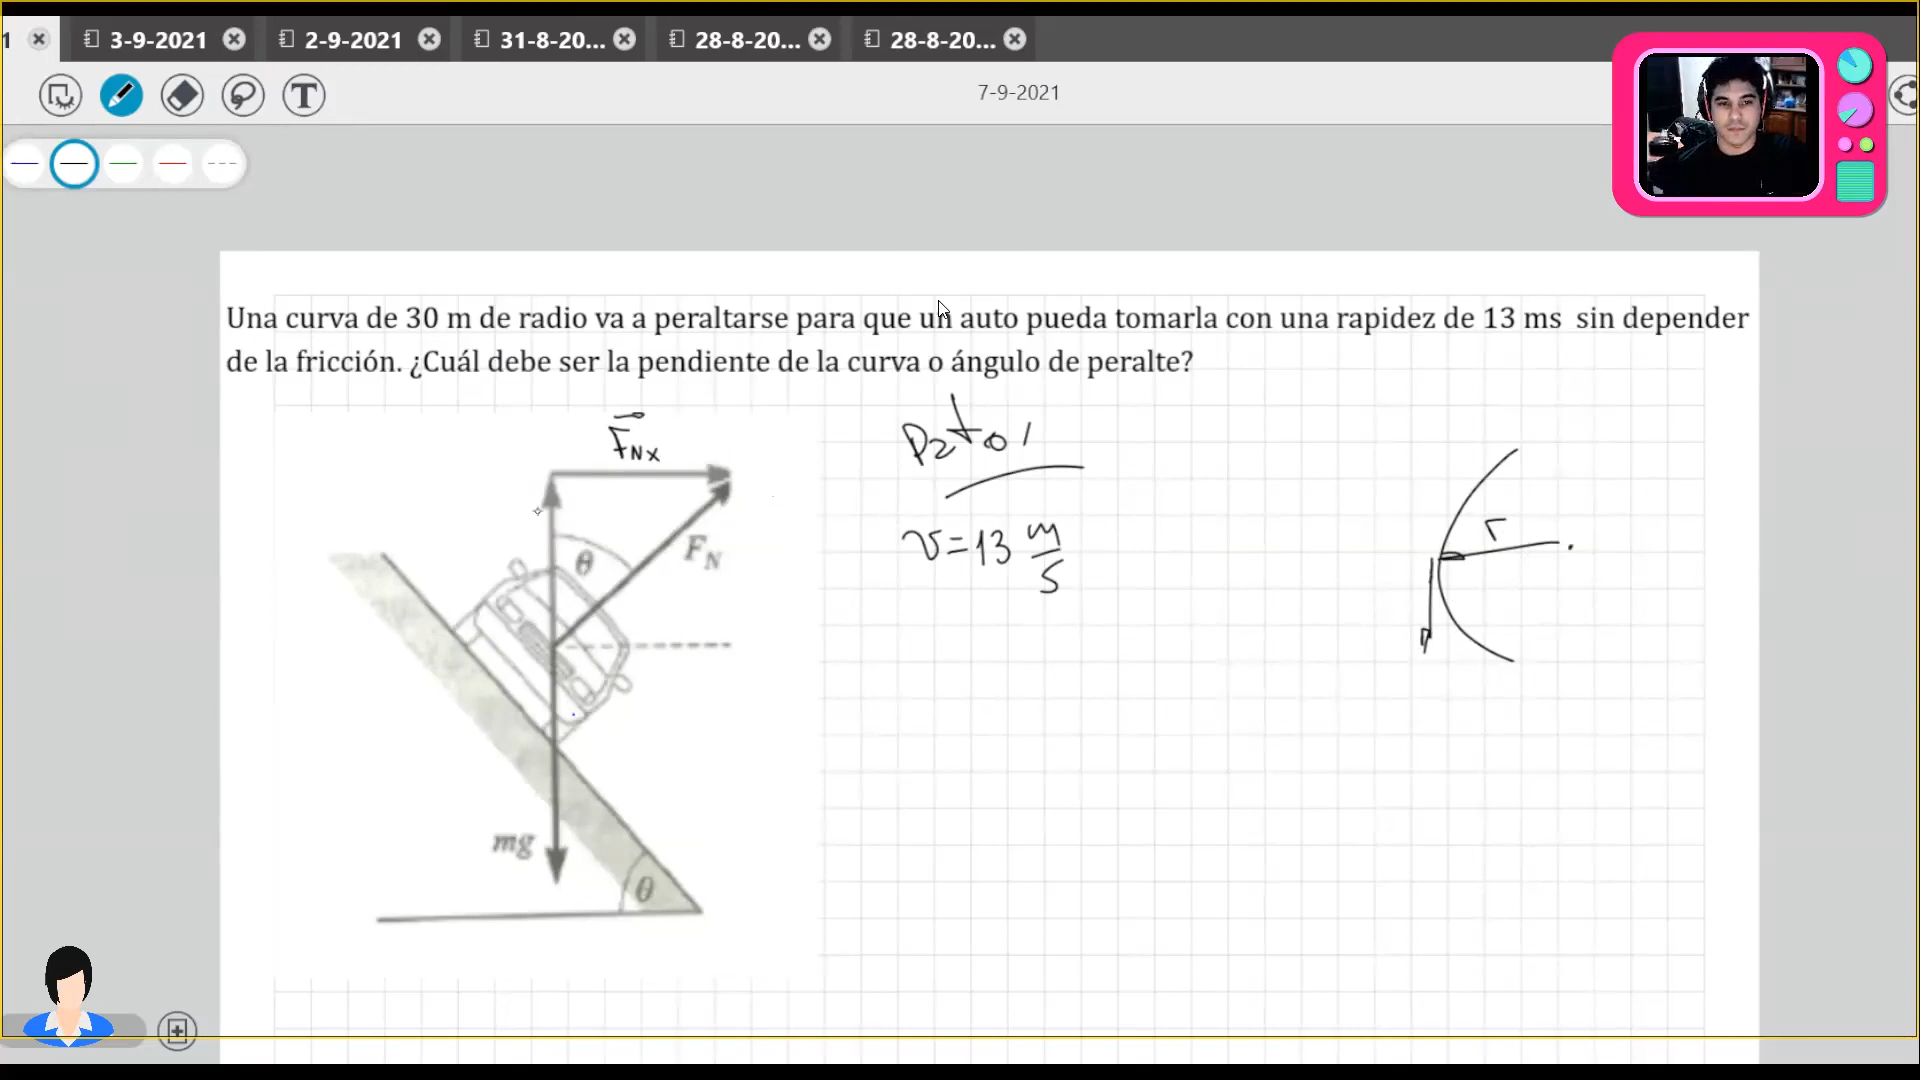 1
3-9-2021
2-9-2021
31-8-20...
28-8-20...
28-8-20...
T
7-9-2021
Una curva de 30 m de radio va a peraltarse para que un auto pueda tomarla con una rapidez de 13 ms sin depender
de la fricción. ¿Cuál debe ser la pendiente de la curva o ángulo de peralte?
F⃗NX
Datos
r
v=13 m/s
θ
FN
mg
θ